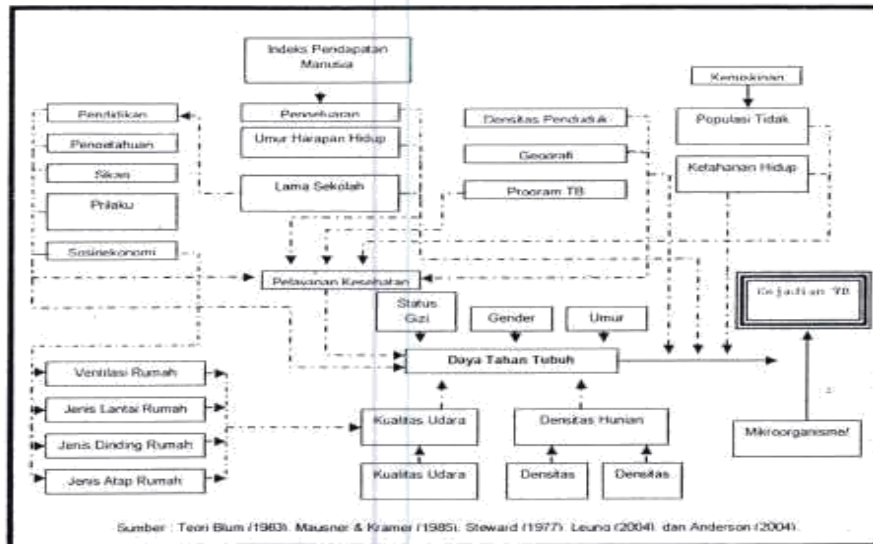 Indeks Pendapatan
Manusia
Kemiskinan
Pendidikan
Pengeluaran
Densitas Penduduk
Populasi Tidak
Pengetahuan
Umur Harapan Hidup
Geografi
Ketahanan Hidup
Sikap
Lama Sekolah
Program TB
Prilaku
Sosioekonomi
Pelayanan Kesehatan
Kejadian TB
Status
Gizi
Gender
Umur
Daya Tahan Tubuh
Ventilasi Rumah
Jenis Lantai Rumah
Kualitas Udara
Densitas Hunian
Mikroorganisme/
Jenis Dinding Rumah
Jenis Atap Rumah
Kualitas Udara
Densitas
Densitas
Sumber : Teori Blum (1983), Mausner & Kramer (1985), Steward (1977), Leung (2004), dan Anderson (2004).